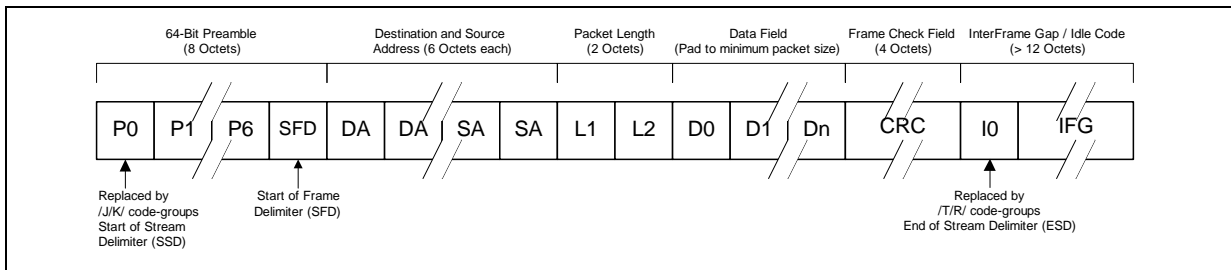 64-Bit Preamble
(8 Octets)
Destination and Source
Address (6 Octets each)
Packet Length
(2 Octets)
Data Field
(Pad to minimum packet size)
Frame Check Field
(4 Octets)
InterFrame Gap / Idle Code
(> 12 Octets)
P0 P1 P6 SFD DA DA SA SA L1 L2 D0 D1 Dn CRC I0 IFG
Replaced by
/J/K/ code-groups
Start of Stream
Delimiter (SSD)
Start of Frame
Delimiter (SFD)
Replaced by
/T/R/ code-groups
End of Stream Delimiter (ESD)